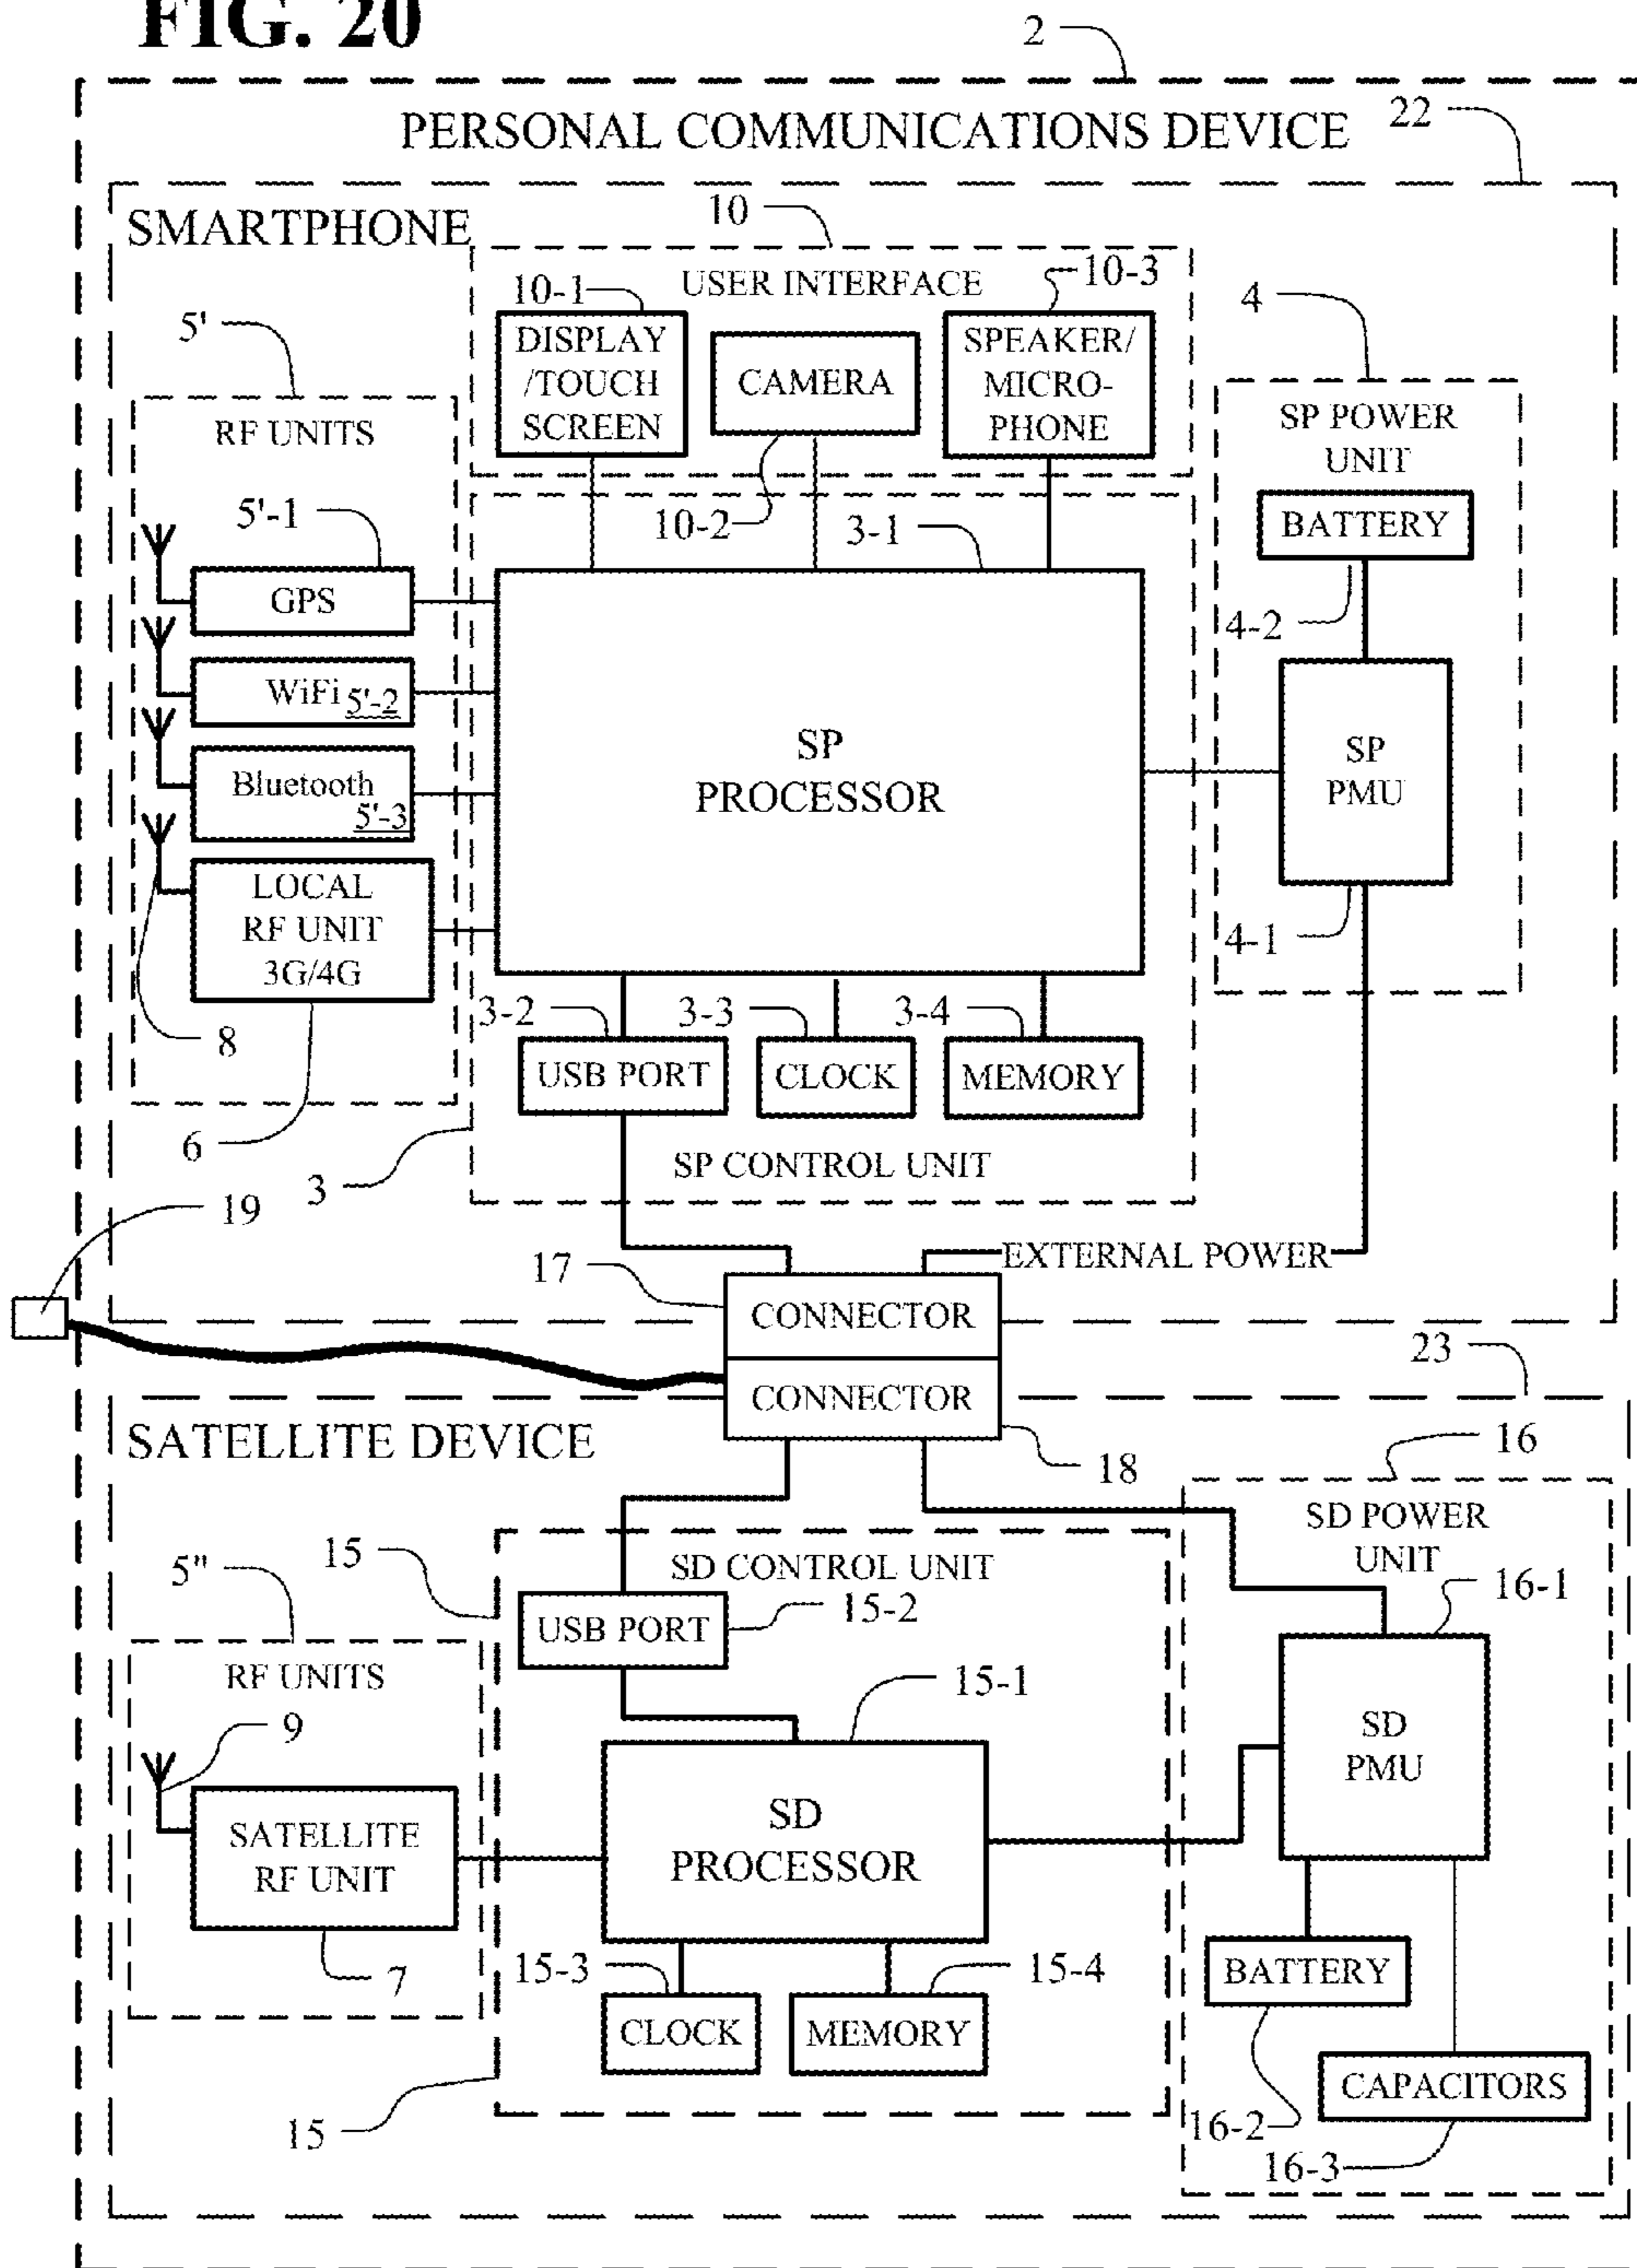 FIG. 20
2
PERSONAL COMMUNICATIONS DEVICE
22
SMARTPHONE
10
USER INTERFACE
10-1
10-3
DISPLAY
/TOUCH
SCREEN
CAMERA
SPEAKER/
MICRO-
PHONE
10-2
4
SP POWER
UNIT
BATTERY
4-2
SP
PMU
4-1
5'
RF UNITS
5'-1
GPS
WiFi 5'-2
Bluetooth
5'-3
LOCAL
RF UNIT
3G/4G
8
6
3-1
SP
PROCESSOR
3-2
3-3
3-4
USB PORT
CLOCK
MEMORY
SP CONTROL UNIT
3
19
EXTERNAL POWER
17
CONNECTOR
CONNECTOR
18
23
SATELLITE DEVICE
16
SD POWER
UNIT
16-1
SD
PMU
BATTERY
CAPACITORS
16-2
16-3
15
SD CONTROL UNIT
USB PORT
15-2
15-1
SD
PROCESSOR
15-3
15-4
CLOCK
MEMORY
15
5"
RF UNITS
9
SATELLITE
RF UNIT
7